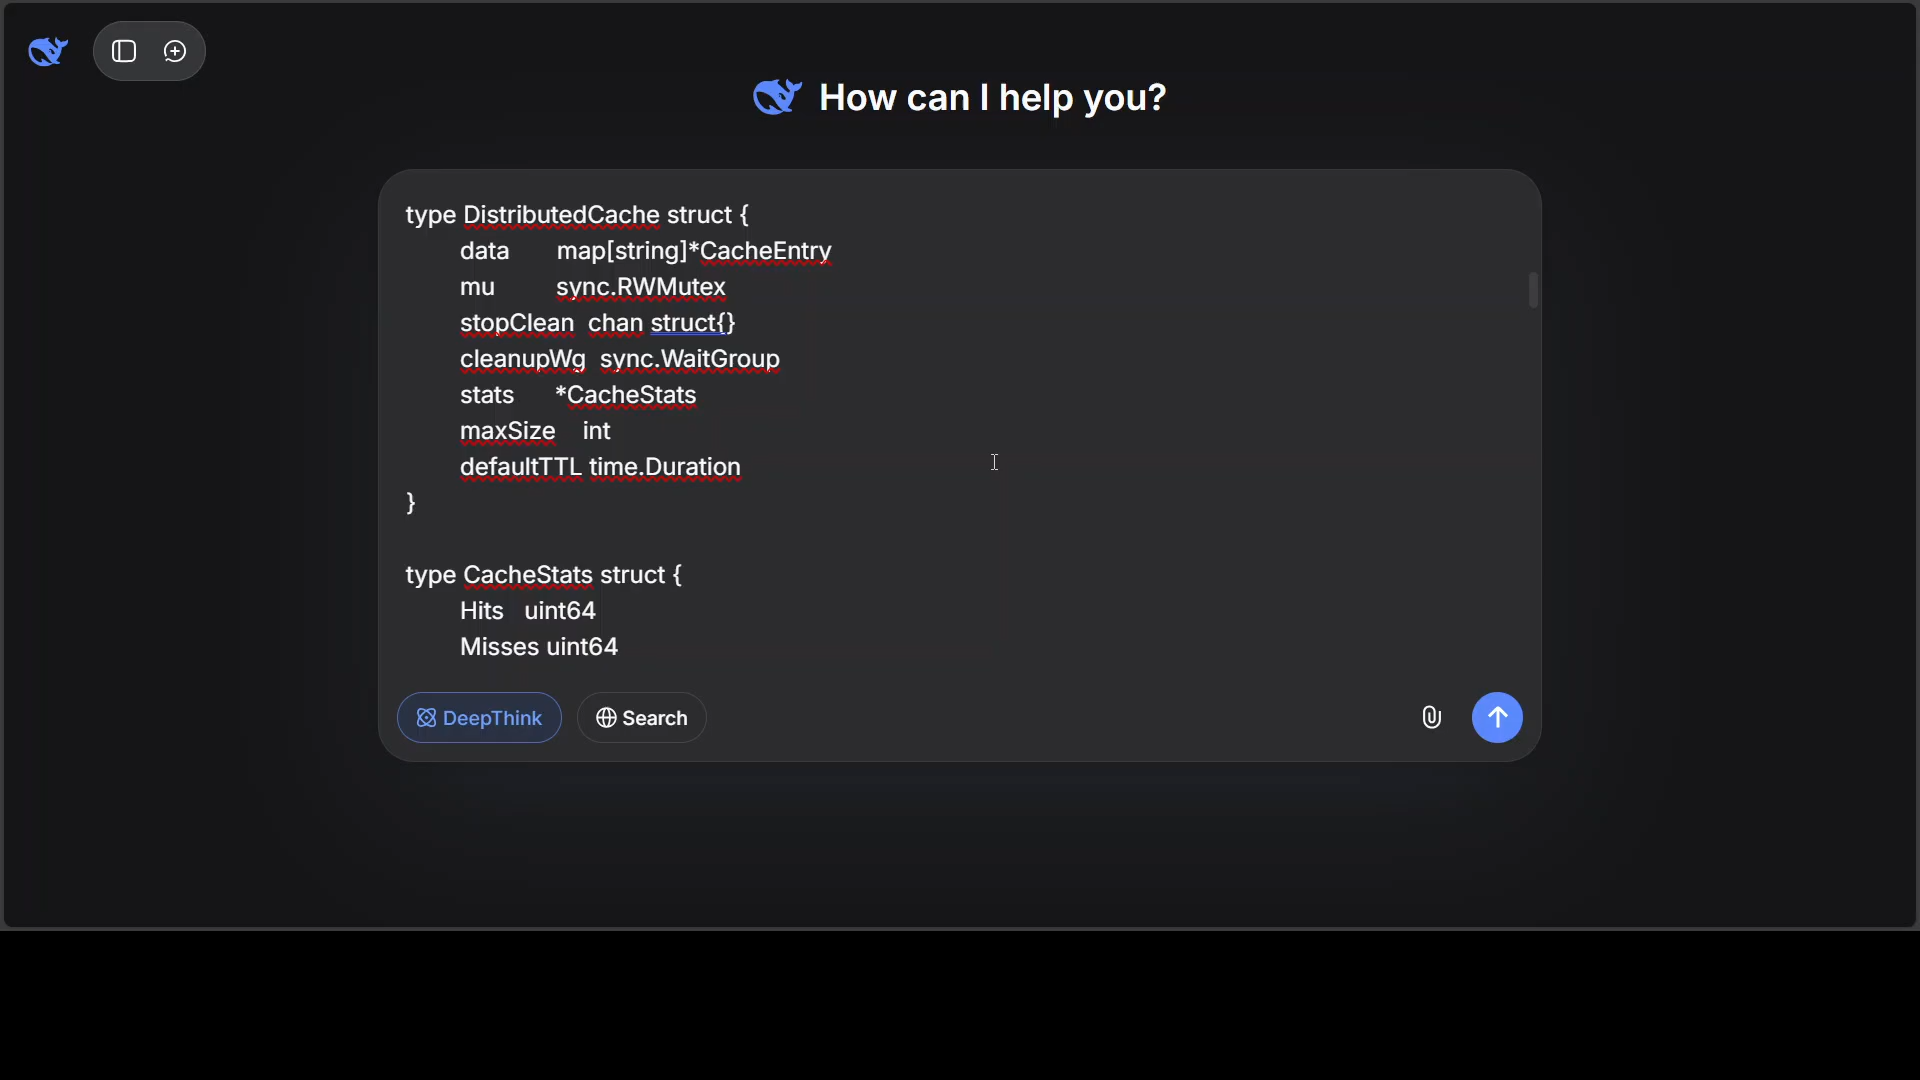 How can I help you?
type DistributedCache struct {
data map[string]*CacheEntry
mu sync.RWMutex
stopClean chan struct{}
cleanupWg sync.WaitGroup
stats *CacheStats
maxSize int
defaultTTL time.Duration
}
type CacheStats struct {
Hits uint64
Misses uint64
DeepThink Search